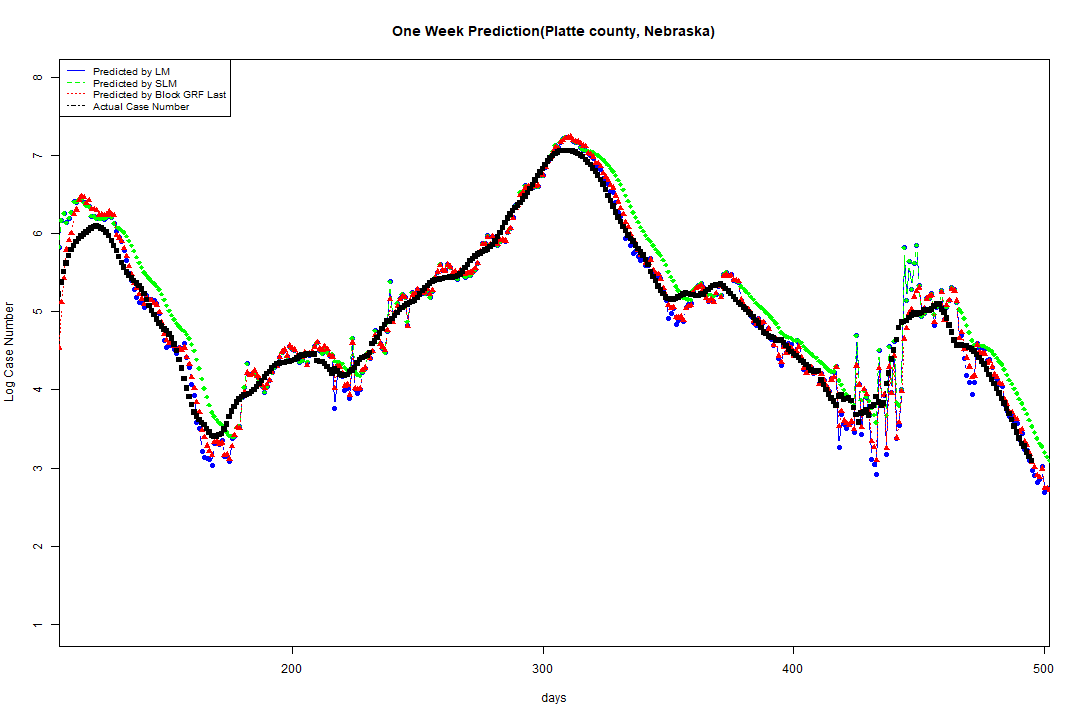 One Week Prediction(Platte county, Nebraska)
Predicted by LM
Predicted by SLM
Predicted by Block GRF Last
Actual Case Number
8
7
6
5
4
3
2
1
Log Case Number
200 300 400 500
days